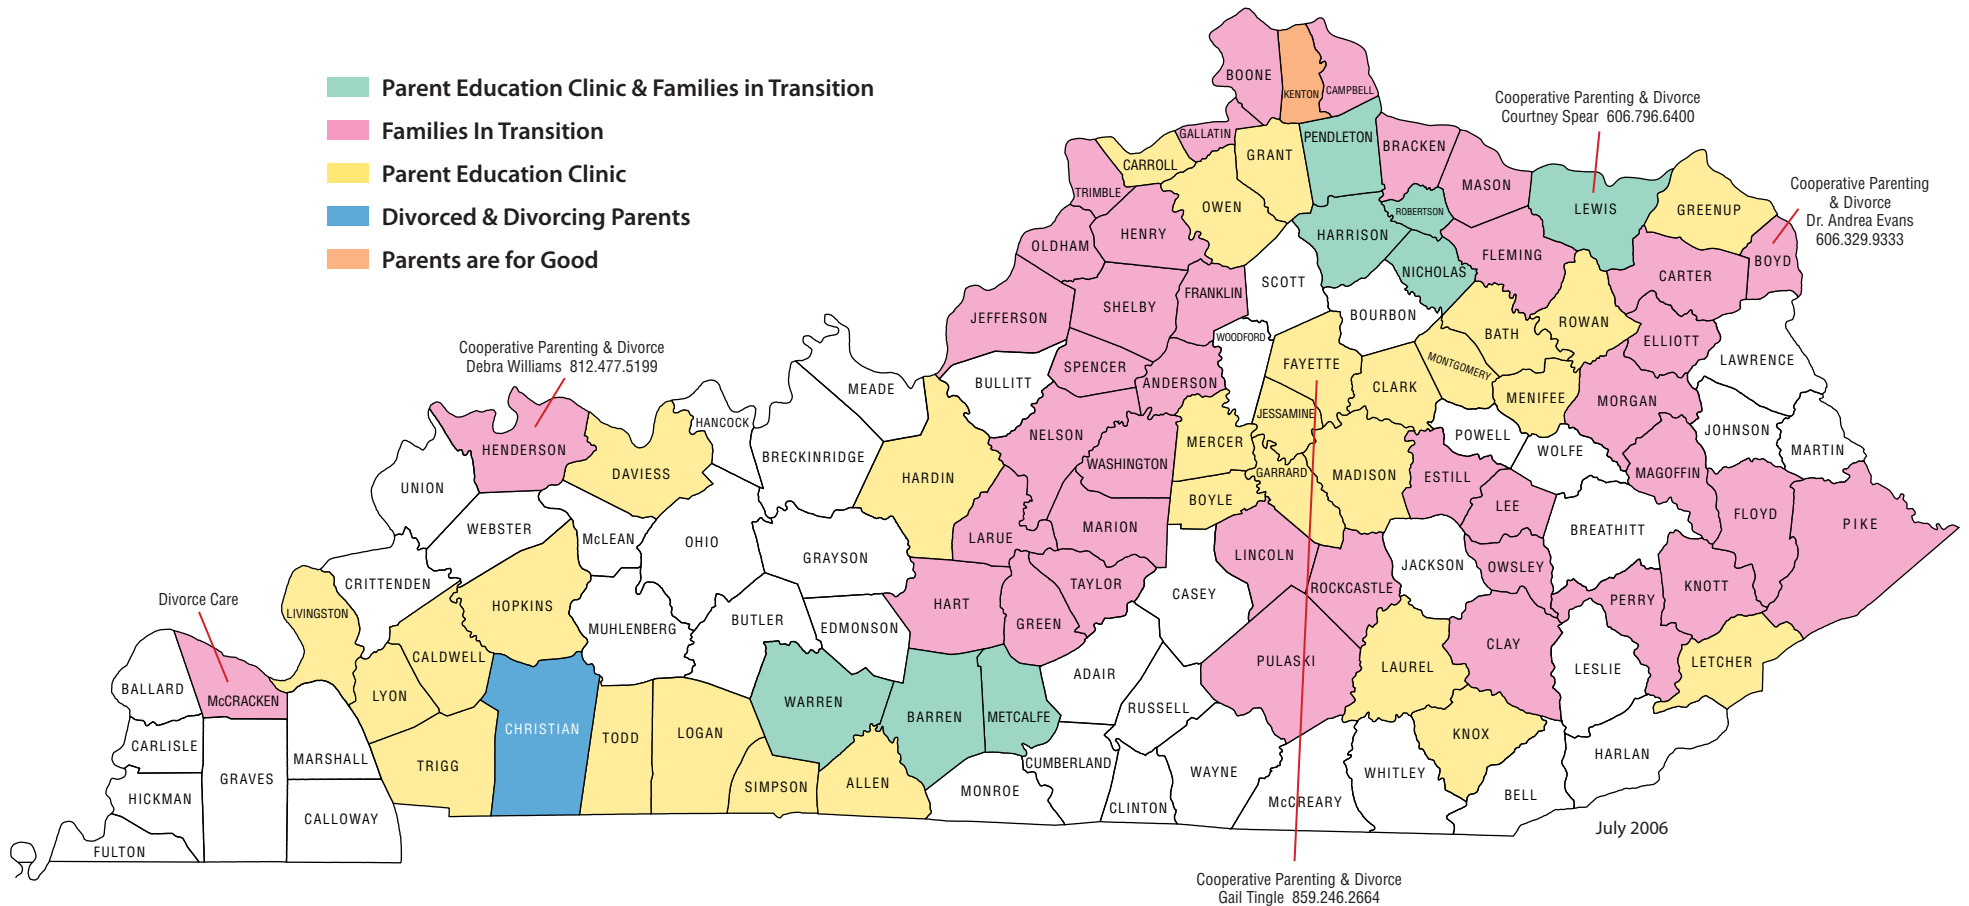 Parent Education Clinic & Families in Transition
Families In Transition
Parent Education Clinic
Divorced & Divorcing Parents
Parents are for Good
Cooperative Parenting & Divorce
Courtney Spear 606.796.6400
Cooperative Parenting
& Divorce
Dr. Andrea Evans
606.329.9333
Cooperative Parenting & Divorce
Debra Williams 812.477.5199
Divorce Care
BOONE
KENTON
CAMPBELL
GALLATIN
CARROLL
GRANT
PENDLETON
BRACKEN
TRIMBLE
OWEN
MASON
ROBERTSON
LEWIS
GREENUP
OLDHAM
HENRY
HARRISON
FLEMING
NICHOLAS
CARTER
BOYD
SCOTT
FRANKLIN
SHELBY
JEFFERSON
BOURBON
BATH
ROWAN
WOODFORD
ELLIOTT
LAWRENCE
SPENCER
ANDERSON
FAYETTE
MONTGOMERY
CLARK
MENIFEE
BULLITT
MEADE
MORGAN
HANCOCK
JESSAMINE
JOHNSON
MARTIN
NELSON
MERCER
POWELL
WOLFE
HENDERSON
BRECKINRIDGE
WASHINGTON
DAVIESS
HARDIN
GARRARD
MADISON
ESTILL
MAGOFFIN
UNION
BOYLE
LEE
FLOYD
PIKE
WEBSTER
McLEAN
OHIO
LARUE
MARION
BREATHITT
GRAYSON
LINCOLN
JACKSON
OWSLEY
CRITTENDEN
TAYLOR
ROCKCASTLE
KNOTT
LIVINGSTON
HOPKINS
HART
CASEY
PERRY
MUHLENBERG
BUTLER
EDMONSON
GREEN
CALDWELL
PULASKI
CLAY
LAUREL
LESLIE
LETCHER
BALLARD
McCRACKEN
LYON
ADAIR
WARREN
BARREN
METCALFE
RUSSELL
CHRISTIAN
TODD
LOGAN
KNOX
CARLISLE
MARSHALL
TRIGG
GRAVES
CUMBERLAND
WAYNE
WHITLEY
HARLAN
SIMPSON
ALLEN
MONROE
HICKMAN
CLINTON
McCREARY
BELL
CALLOWAY
FULTON
July 2006
Cooperative Parenting & Divorce
Gail Tingle 859.246.2664